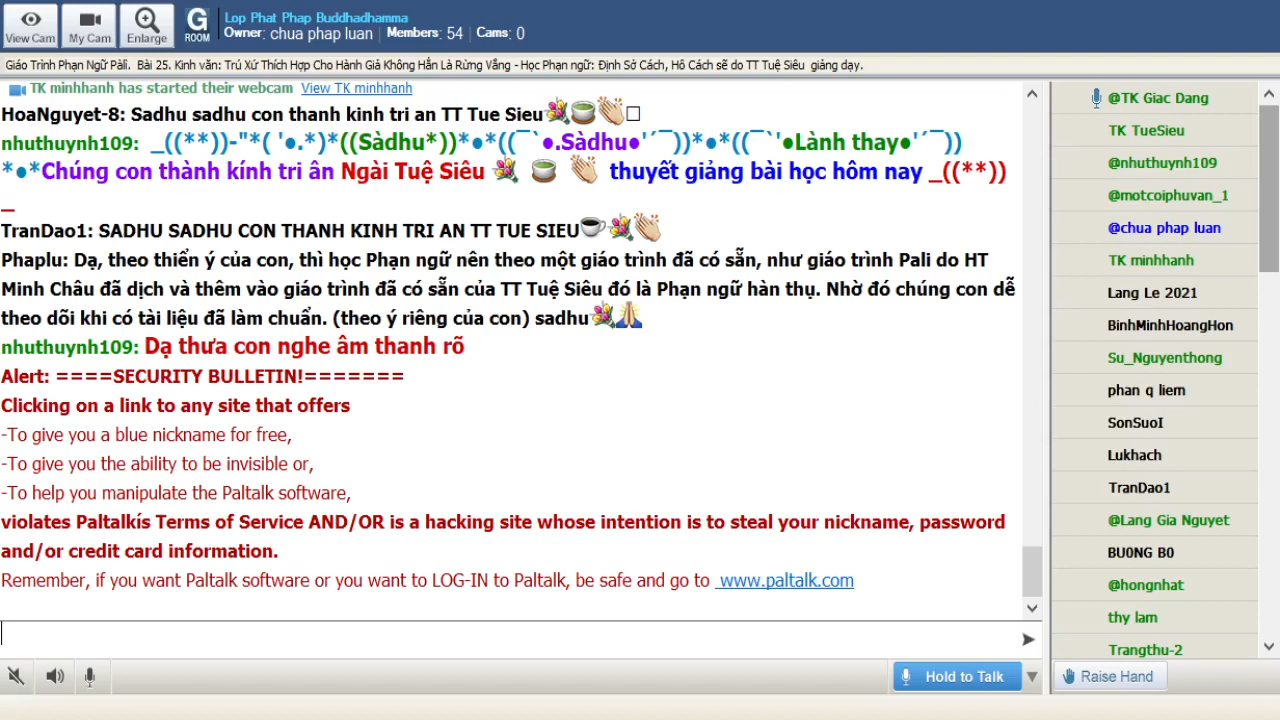 Lop Phat Phap Buddhadhamma
View Cam
My Cam
Enlarge
G
ROOM
Owner: chua phap luan | Members: 54 | Cams: 0
Giáo Trình Phạn Ngữ Pàli. Bài 25. Kinh văn: Trú Xứ Thích Hợp Cho Hành Giả Không Hẳn Là Rừng Vắng - Học Phạn ngữ: Định Sở Cách, Hô Cách sẽ do TT Tuệ Siêu giảng dạy.
TK minhhanh has started their webcam View TK minhhanh
HoaNguyet-8: Sadhu sadhu con thanh kinh tri an TT Tue Sieu
nhuthuynh109: _((**))-"*( '●.*)*((Sàdhu*))*●*((¯`●.Sàdhu●'´¯))*●*((¯`'●Lành thay●'´¯))
*●*Chúng con thành kính tri ân Ngài Tuệ Siêu thuyết giảng bài học hôm nay _((**))
_
TranDao1: SADHU SADHU CON THANH KINH TRI AN TT TUE SIEU
Phaplu: Dạ, theo thiển ý của con, thì học Phạn ngữ nên theo một giáo trình đã có sẵn, như giáo trình Pali do HT
Minh Châu đã dịch và thêm vào giáo trình đã có sẵn của TT Tuệ Siêu đó là Phạn ngữ hàn thụ. Nhờ đó chúng con dễ
theo dõi khi có tài liệu đã làm chuẩn. (theo ý riêng của con) sadhu
nhuthuynh109: Dạ thưa con nghe âm thanh rõ
Alert: ====SECURITY BULLETIN!=======
Clicking on a link to any site that offers
-To give you a blue nickname for free,
-To give you the ability to be invisible or,
-To help you manipulate the Paltalk software,
violates Paltalkís Terms of Service AND/OR is a hacking site whose intention is to steal your nickname, password
and/or credit card information.
Remember, if you want Paltalk software or you want to LOG-IN to Paltalk, be safe and go to www.paltalk.com
Hold to Talk
@TK Giac Dang
TK TueSieu
@nhuthuynh109
@motcoiphuvan_1
@chua phap luan
TK minhhanh
Lang Le 2021
BinhMinhHoangHon
Su_Nguyenthong
phan q liem
SonSuoI
Lukhach
TranDao1
@Lang Gia Nguyet
BU0NG B0
@hongnhat
thy lam
Trangthu-2
Raise Hand